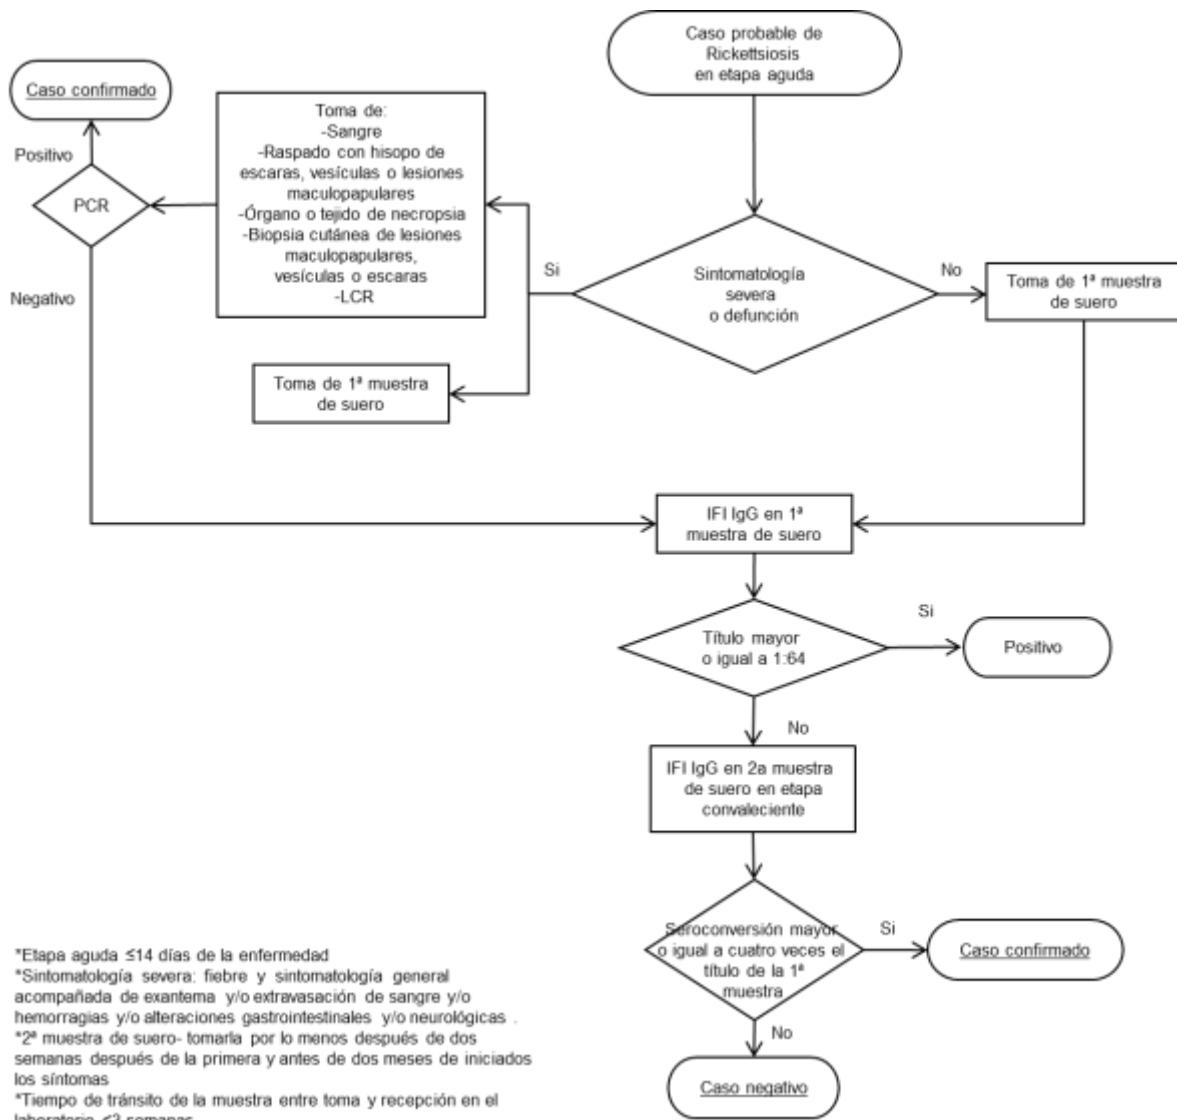 Caso probable de
Rickettsiosis
en etapa aguda
Caso confirmado
Positivo
PCR
Negativo
Toma de:
-Sangre
-Raspado con hisopo de
escaras, vesículas o lesiones
maculopapulares
-Órgano o tejido de necropsia
-Biopsia cutánea de lesiones
maculopapulares,
vesículas o escaras
-LCR
Si
Sintomatología
severa
o defunción
No
Toma de 1ª muestra
de suero
Toma de 1ª muestra
de suero
IFI IgG en 1ª
muestra de suero
Título mayor
o igual a 1:64
Si
Positivo
No
IFI IgG en 2a muestra
de suero en etapa
convaleciente
Seroconversión mayor
o igual a cuatro veces el
título de la 1ª
muestra
Si
Caso confirmado
No
Caso negativo
*Etapa aguda ≤14 días de la enfermedad
*Sintomatología severa: fiebre y sintomatología general
acompañada de exantema y/o extravasación de sangre y/o
hemorragias y/o alteraciones gastrointestinales y/o neurológicas .
*2ª muestra de suero- tomarla por lo menos después de dos
semanas después de la primera y antes de dos meses de iniciados
los síntomas
*Tiempo de tránsito de la muestra entre toma y recepción en el
laboratorio
semanas